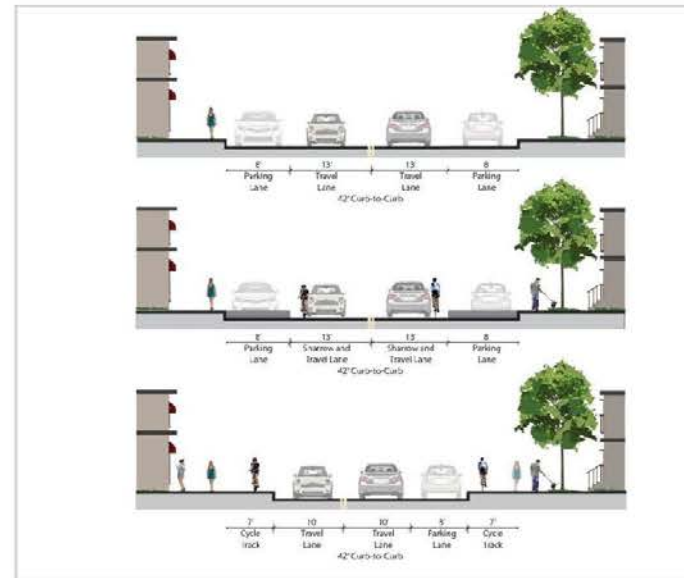 8' 13' 13' 8
Parking Travel Travel Parking
Lane Lane Lane Lane
42' Curb-to-Curb
8' 13' 13' 8
Parking Sharrow and Sharrow and Parking
Lane Travel Lane Travel Lane Lane
42' Curb-to-Curb
7' 10 10' 8' 7'
Cycle Travel Travel Parking Cycle
Track Lane Lane Lane Track
42' Curb-to-Curb